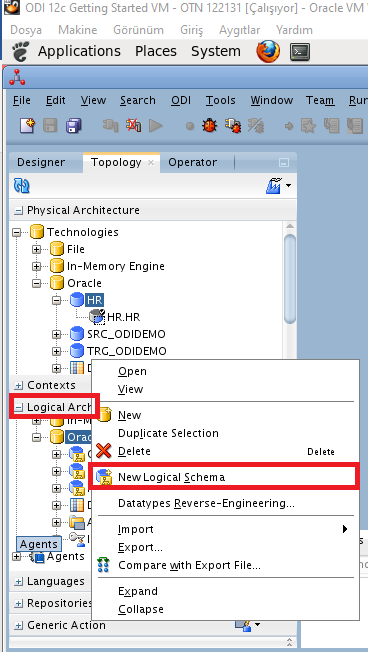 ODI 12c Getting Started VM - OTN 122131 [Çalışıyor] - Oracle VM
Dosya Makine Görünüm Giriş Aygıtlar Yardım
Applications Places System
File Edit View Search ODI Tools Window Team Run
Designer Topology Operator
Physical Architecture
Technologies
File
In-Memory Engine
Oracle
HR
HR.HR
SRC_ODIDEMO
TRG_ODIDEMO
D
Contexts
Logical Arch
In-M
Orac
Agents
Agents
Languages
Repositories
Generic Action
Open
View
New
Duplicate Selection
Delete Delete
New Logical Schema
Datatypes Reverse-Engineering...
Import
Export...
Compare with Export File...
Expand
Collapse